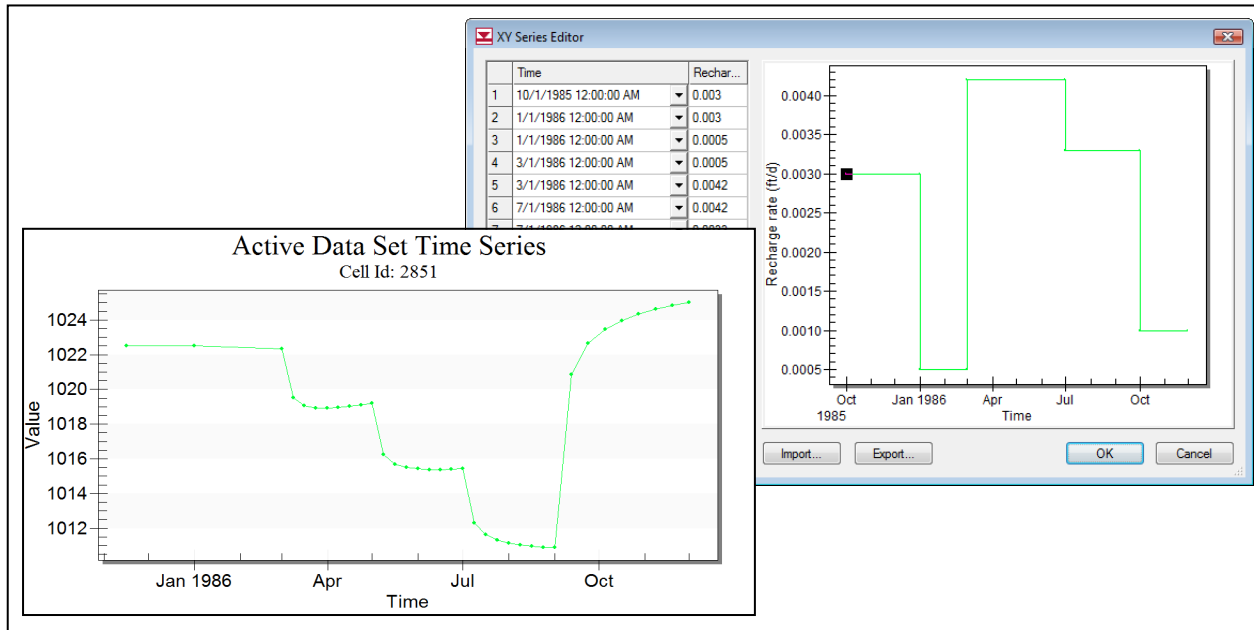 XY Series Editor
Time Rechar...
1 10/1/1985 12:00:00 AM 0.003
2 1/1/1986 12:00:00 AM 0.003
3 1/1/1986 12:00:00 AM 0.0005
4 3/1/1986 12:00:00 AM 0.0005
5 3/1/1986 12:00:00 AM 0.0042
6 7/1/1986 12:00:00 AM 0.0042
Recharge rate (ft/d)
0.0040
0.0035
0.0030
0.0025
0.0020
0.0015
0.0010
0.0005
Oct Jan 1986 Apr Jul Oct
1985
Time
Import... Export... OK Cancel
Active Data Set Time Series
Cell Id: 2851
Value
1024
1022
1020
1018
1016
1014
1012
Jan 1986 Apr Jul Oct
Time